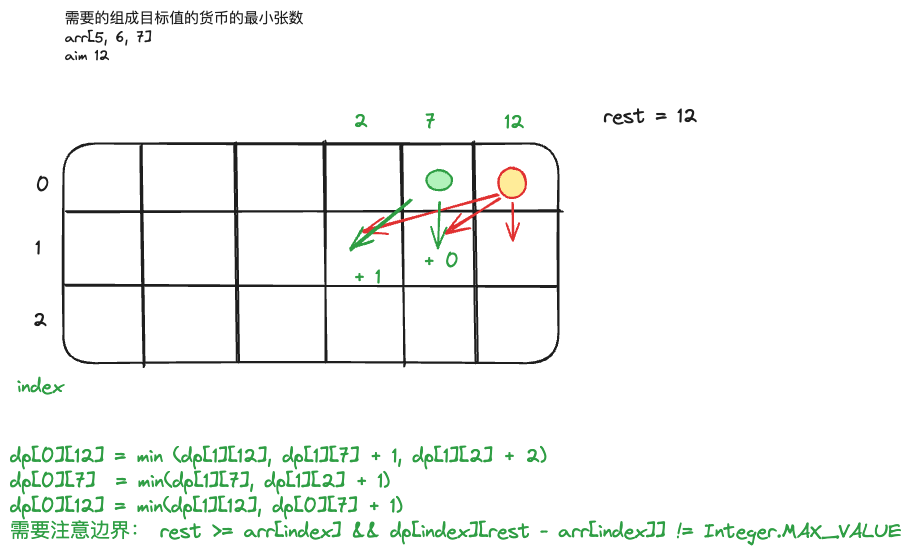 需要的组成目标值的货币的最小张数
arr[5, 6, 7]
aim 12
rest = 12
2 7 12
0
1
+ 0
+ 1
2
index
dp[0][12] = min (dp[1][12], dp[1][7] + 1, dp[1][2] + 2)
dp[0][7] = min(dp[1][7], dp[1][2] + 1)
dp[0][12] = min(dp[1][12], dp[0][7] + 1)
需要注意边界: rest >= arr[index] && dp[index][rest - arr[index]] != Integer.MAX_VALUE